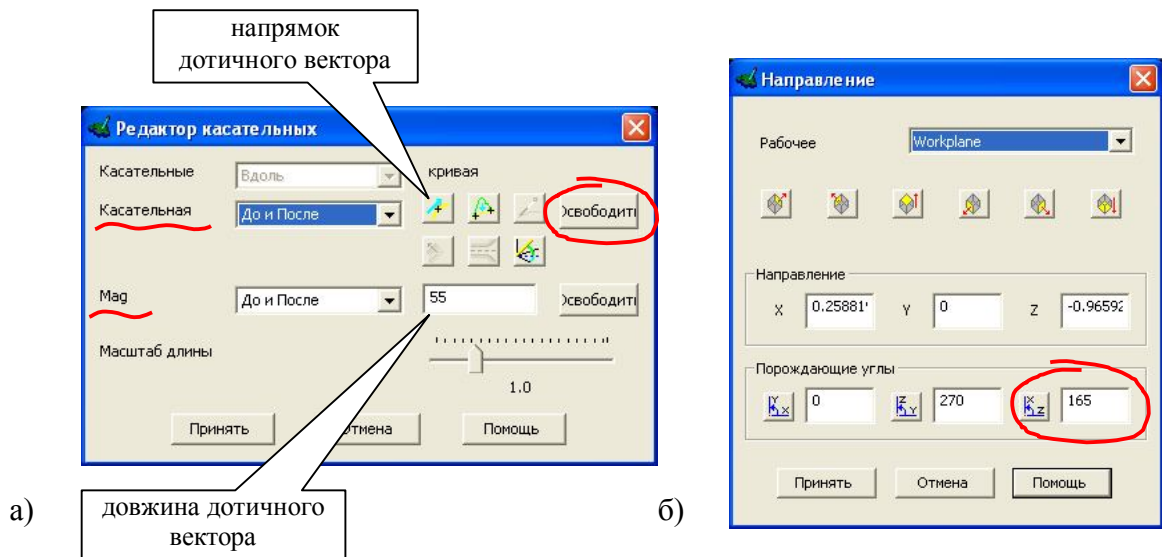 напрямок
дотичного вектора
Редактор касательных
Касательные
Вдоль
кривая
Касательная
До и После
Освободить
Mag
До и После
55
Освободить
Масштаб длины
1.0
Принять
Отмена
Помощь
а)
довжина дотичного
вектора
Направление
Рабочее
Workplane
Направление
X
0.25881
Y
0
Z
-0.96592
Порождающие углы
Y
X
0
Z
Y
270
X
Z
165
Принять
Отмена
Помощь
б)